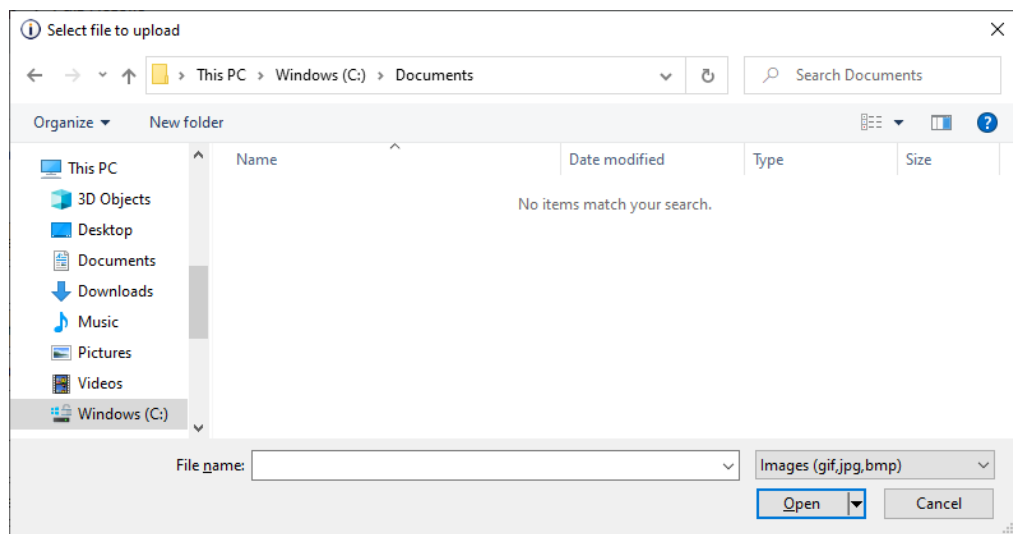 Select file to upload
This PC > Windows (C:) > Documents
Search Documents
Organize
New folder
Name
Date modified
Type
Size
No items match your search.
This PC
3D Objects
Desktop
Documents
Downloads
Music
Pictures
Videos
Windows (C:)
File name:
Images (gif,jpg,bmp)
Open
Cancel